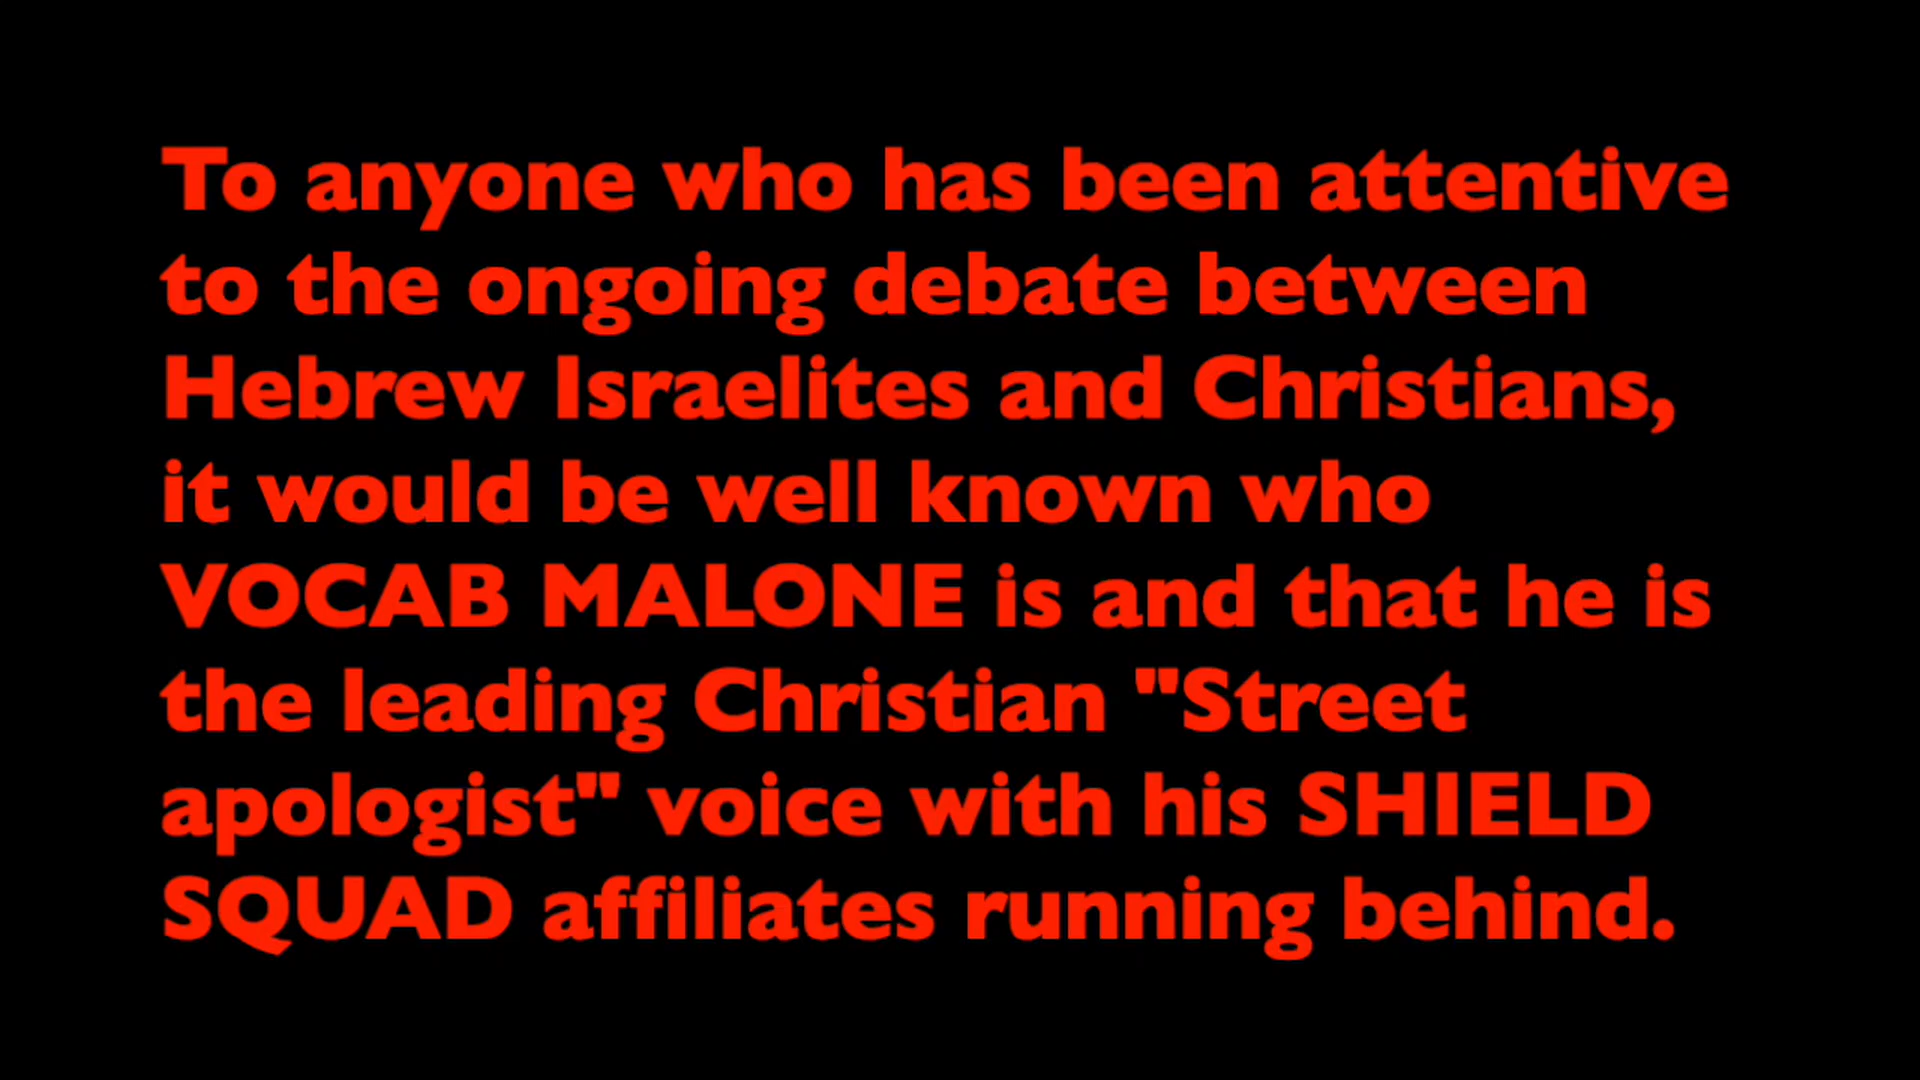 To anyone who has been attentive
to the ongoing debate between
Hebrew Israelites and Christians,
it would be well known who
VOCAB MALONE is and that he is
the leading Christian "Street
apologist" voice with his SHIELD
SQUAD affiliates running behind.